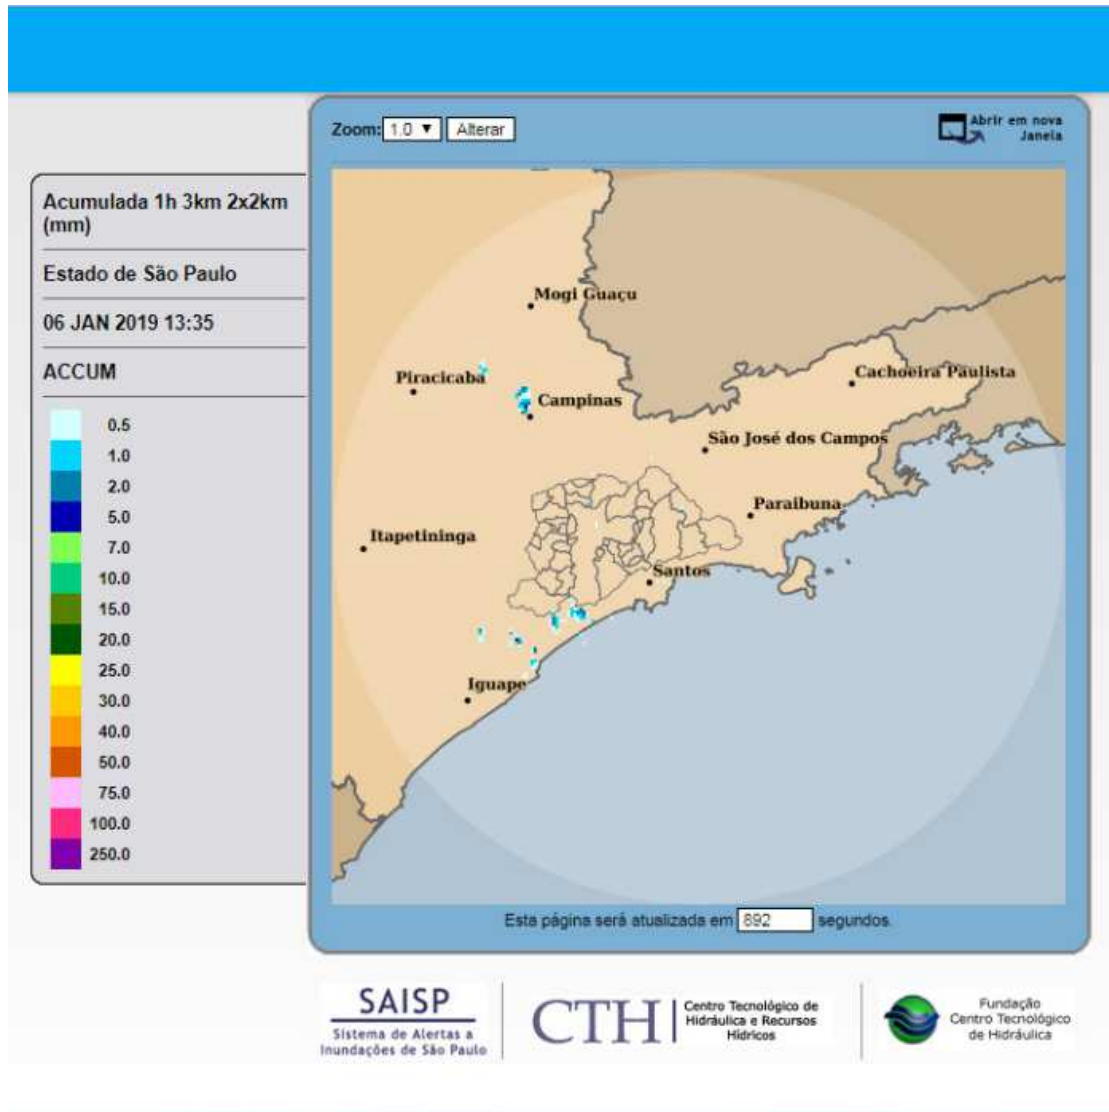 Zoom: 1.0 ▼ Alterar
Abrir em nova
Janela
Acumulada 1h 3km 2x2km
(mm)
Estado de São Paulo
06 JAN 2019 13:35
ACCUM
0.5
1.0
2.0
5.0
7.0
10.0
15.0
20.0
25.0
30.0
40.0
50.0
75.0
100.0
250.0
Mogi Guaçu
Piracicaba
Cachoeira Paulista
Campinas
São José dos Campos
Paraibuna
Itapetininga
Santos
Iguape
Esta página será atualizada em 892 segundos.
SAISP
Sistema de Alertas a
Inundações de São Paulo
CTH
Centro Tecnológico de
Hidráulica e Recursos
Hídricos
Fundação
Centro Tecnológico
de Hidráulica